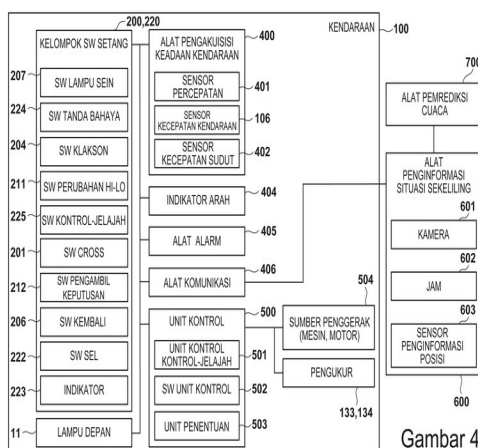 KENDARAAN
100
200,220
KELOMPOK SW SETANG
207
SW LAMPU SEIN
224
SW TANDA BAHAYA
204
SW KLAKSON
211
SW PERUBAHAN HI-LO
225
SW KONTROL-JELAJAH
201
SW CROSS
212
SW PENGAMBIL
KEPUTUSAN
206
SW KEMBALI
222
SW SEL
223
INDIKATOR
11
LAMPU DEPAN
400
ALAT PENGAKUISISI
KEADAAN KENDARAAN
SENSOR
PERCEPATAN
401
SENSOR
KECEPATAN KENDARAAN
106
SENSOR
KECEPATAN SUDUT
402
INDIKATOR ARAH
404
ALAT ALARM
405
ALAT KOMUNIKASI
406
UNIT KONTROL
500
UNIT KONTROL
KONTROL-JELAJAH
501
SW UNIT KONTROL
502
UNIT PENENTUAN
503
504
SUMBER PENGGERAK
(MESIN, MOTOR)
PENGUKUR
133,134
700
ALAT PEMREDIKSI
CUACA
ALAT
PENGINFORMASI
SITUASI SEKELILING
601
KAMERA
602
JAM
603
SENSOR
PENGINFORMASI
POSISI
600
Gambar 4